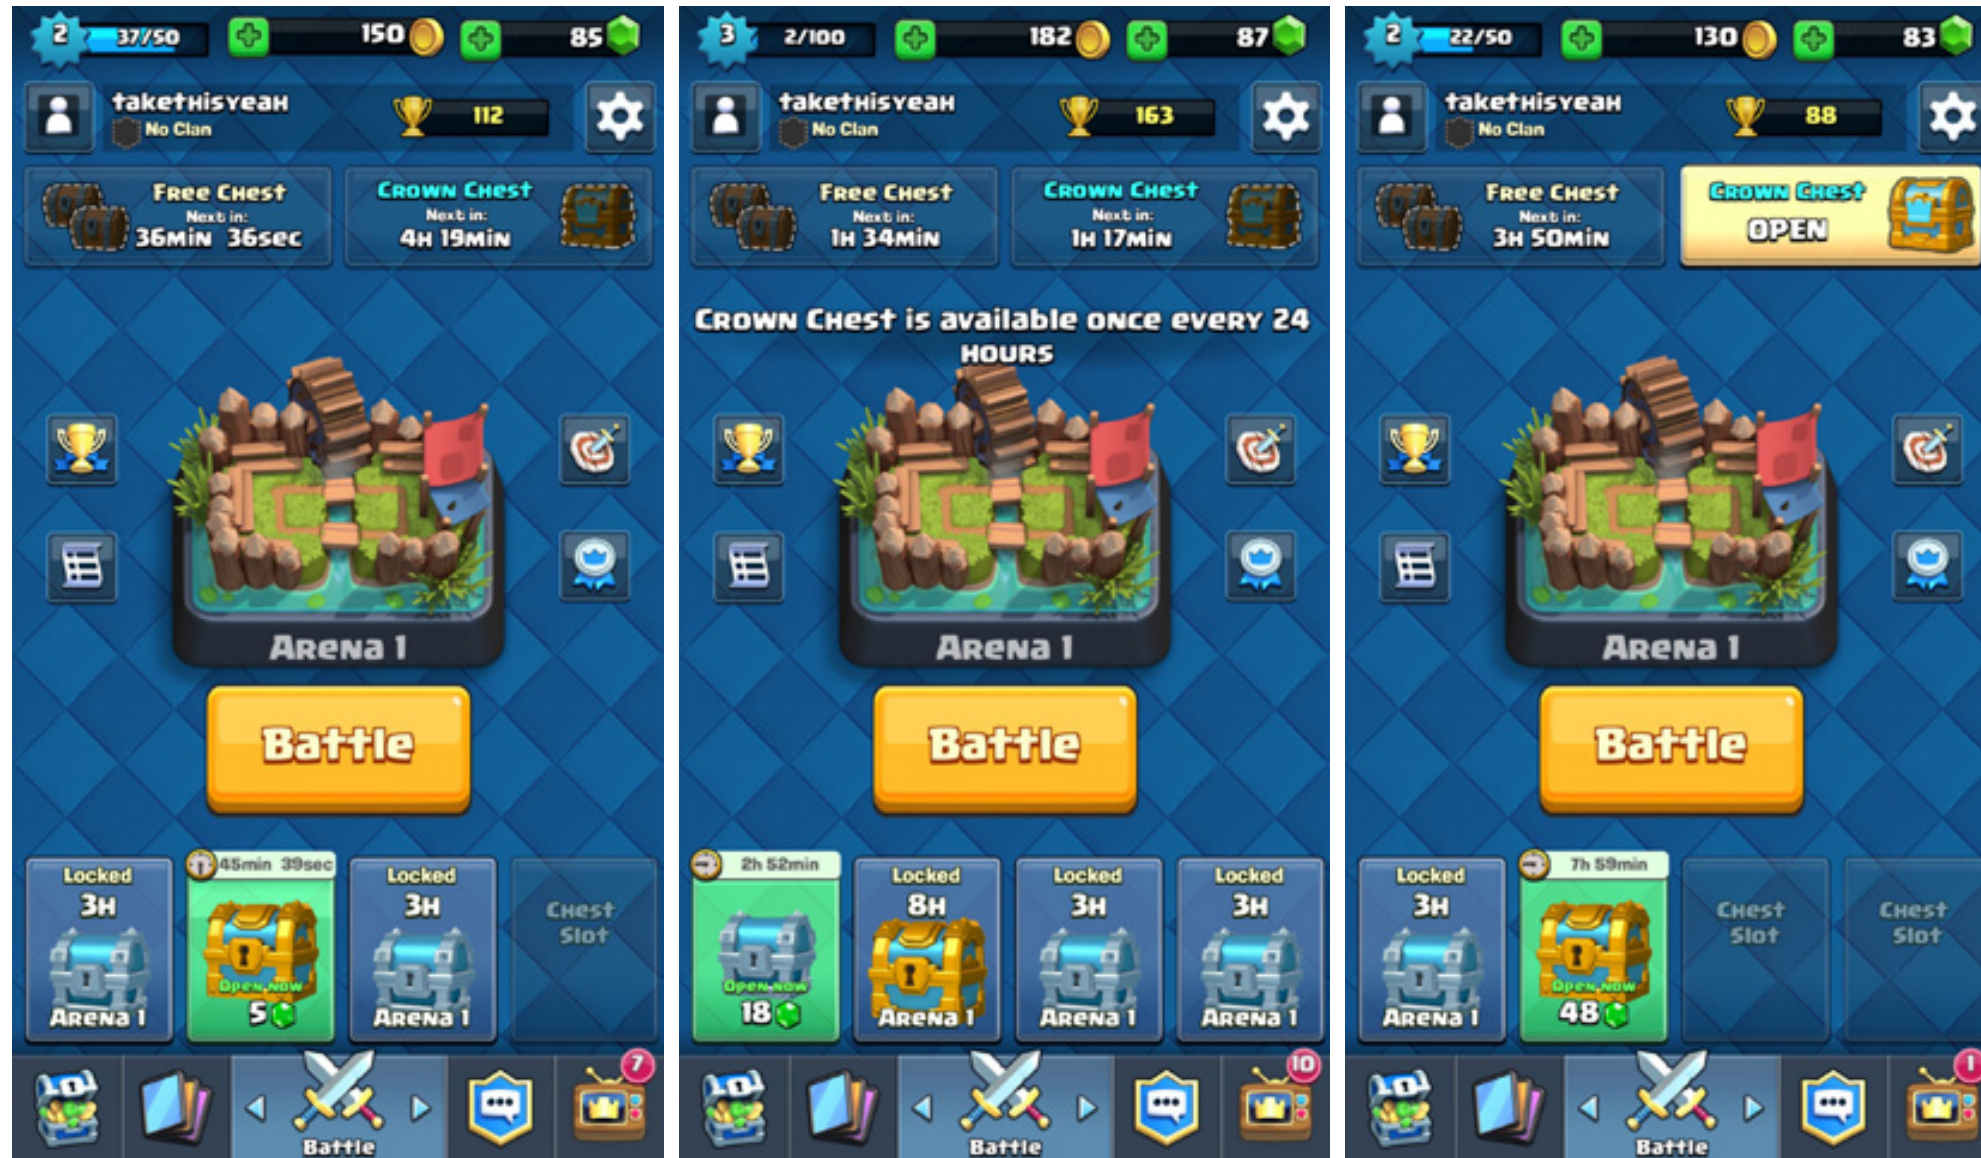 2 37/50 150 85
takethisyeah 112
No Clan
Free Chest
Next in:
36min 36sec
Crown Chest
Next in:
4h 19min
Arena 1
Battle
Locked
3h
Arena 1
45min 39sec
Open now
5
Locked
3h
Arena 1
Chest
Slot
1
Battle
7
3 2/100 182 87
takethisyeah 163
No Clan
Free Chest
Next in:
1h 34min
Crown Chest
Next in:
1h 17min
Crown Chest is available once every 24
hours
Arena 1
Battle
2h 52min
Open now
18
Locked
8h
Arena 1
Locked
3h
Arena 1
Locked
3h
Arena 1
1
Battle
10
2 22/50 130 83
takethisyeah 88
No Clan
Free Chest
Next in:
3h 50min
Crown Chest
OPEN
Arena 1
Battle
Locked
3h
Arena 1
7h 59min
Open now
48
Chest
Slot
Chest
Slot
1
Battle
1